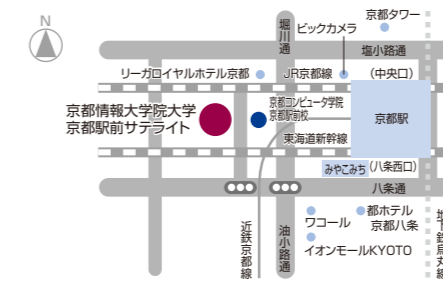 N
京都タワー
堀川通
ビックカメラ
塩小路通
リーガロイヤルホテル京都
JR京都線
(中央口)
京都情報大学院大学
京都駅前サテライト
京都コンピュータ学院
京都駅前校
京都駅
東海道新幹線
みやこみち
(八条西口)
八条通
近鉄京都線
油小路通
ワコール
都ホテル
京都八条
イオンモールKYOTO
地下鉄烏丸線